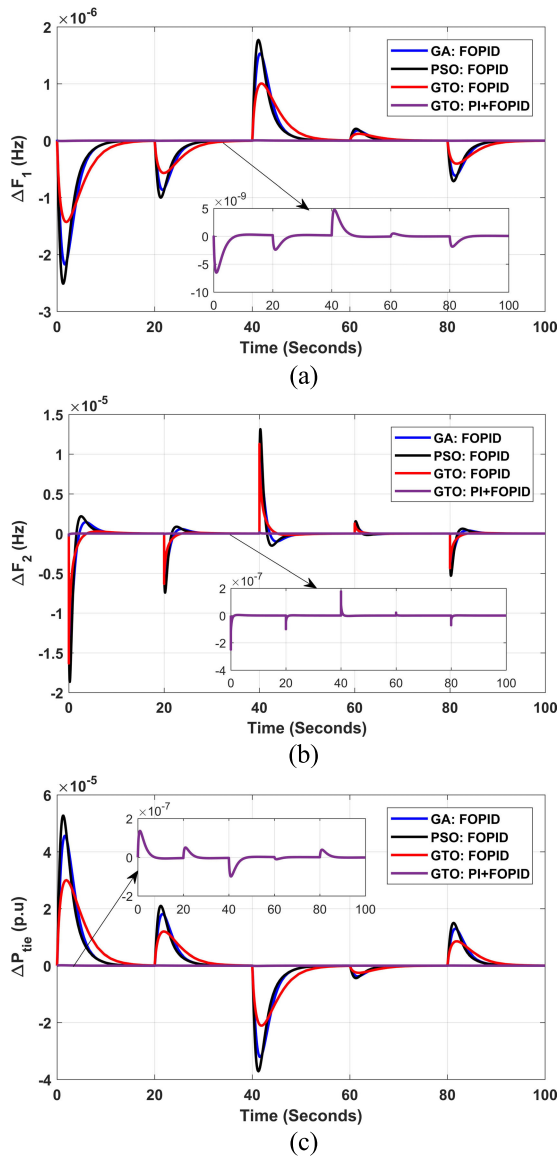 ×10⁻⁶
2
1
0
-1
-2
-3
ΔF₁ (Hz)
GA: FOPID
PSO: FOPID
GTO: FOPID
GTO: PI+FOPID
×10⁻⁹
5
0
-5
-10
0 20 40 60 80 100
0 20 40 60 80 100
Time (Seconds)
(a)
×10⁻⁵
1.5
1
0.5
0
-0.5
-1
-1.5
-2
ΔF₂ (Hz)
GA: FOPID
PSO: FOPID
GTO: FOPID
GTO: PI+FOPID
×10⁻⁷
2
0
-2
-4
0 20 40 60 80 100
0 20 40 60 80 100
Time (Seconds)
(b)
×10⁻⁵
6
4
2
0
-2
-4
ΔPₜᵢₑ (p.u)
×10⁻⁷
2
0
-2
0 20 40 60 80 100
GA: FOPID
PSO: FOPID
GTO: FOPID
GTO: PI+FOPID
0 20 40 60 80 100
Time (Seconds)
(c)